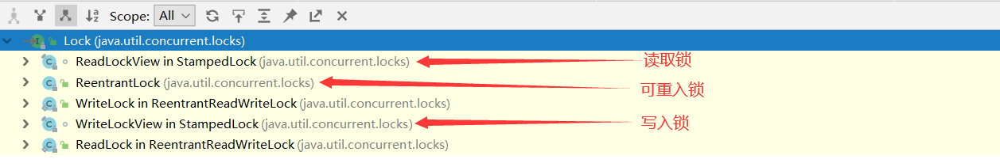 Scope: All
Lock (java.util.concurrent.locks)
ReadLockView in StampedLock (java.util.concurrent.locks) 读取锁
ReentrantLock (java.util.concurrent.locks) 可重入锁
WriteLock in ReentrantReadWriteLock (java.util.concurrent.locks)
WriteLockView in StampedLock (java.util.concurrent.locks) 写入锁
ReadLock in ReentrantReadWriteLock (java.util.concurrent.locks)